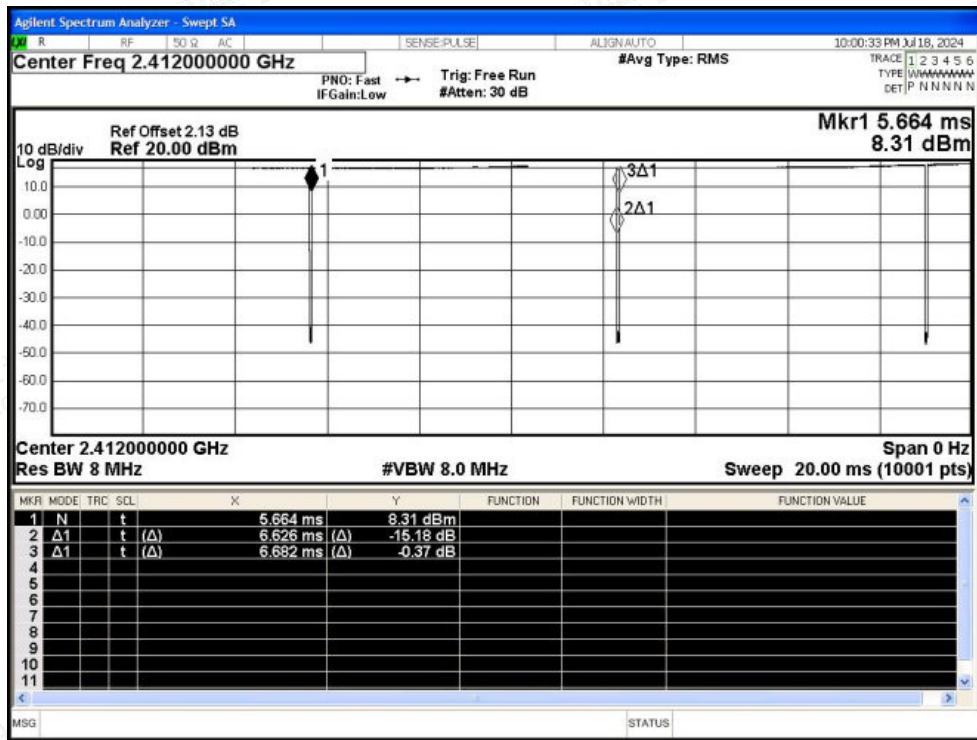 Agilent Spectrum Analyzer - Swept SA
LXI R RF 50 Ω AC SENSE:PULSE ALIGNAUTO 10:00:33 PM Jul 18, 2024
Center Freq 2.412000000 GHz #Avg Type: RMS TRACE 1 2 3 4 5 6
PNO: Fast Trig: Free Run TYPE WWWWWW
IFGain:Low #Atten: 30 dB DET P N N N N N
Mkr1 5.664 ms
Ref Offset 2.13 dB
10 dB/div Ref 20.00 dBm 8.31 dBm
Log
1 3Δ1
10.0
0.00 2Δ1
-10.0
-20.0
-30.0
-40.0
-50.0
-60.0
-70.0
Center 2.412000000 GHz Span 0 Hz
Res BW 8 MHz #VBW 8.0 MHz Sweep 20.00 ms (10001 pts)
MKR MODE TRC SCL X Y FUNCTION FUNCTION WIDTH FUNCTION VALUE
1 N t 5.664 ms 8.31 dBm
2 Δ1 t (Δ) 6.626 ms (Δ) -15.18 dB
3 Δ1 t (Δ) 6.682 ms (Δ) -0.37 dB
4
5
6
7
8
9
10
11
MSG STATUS